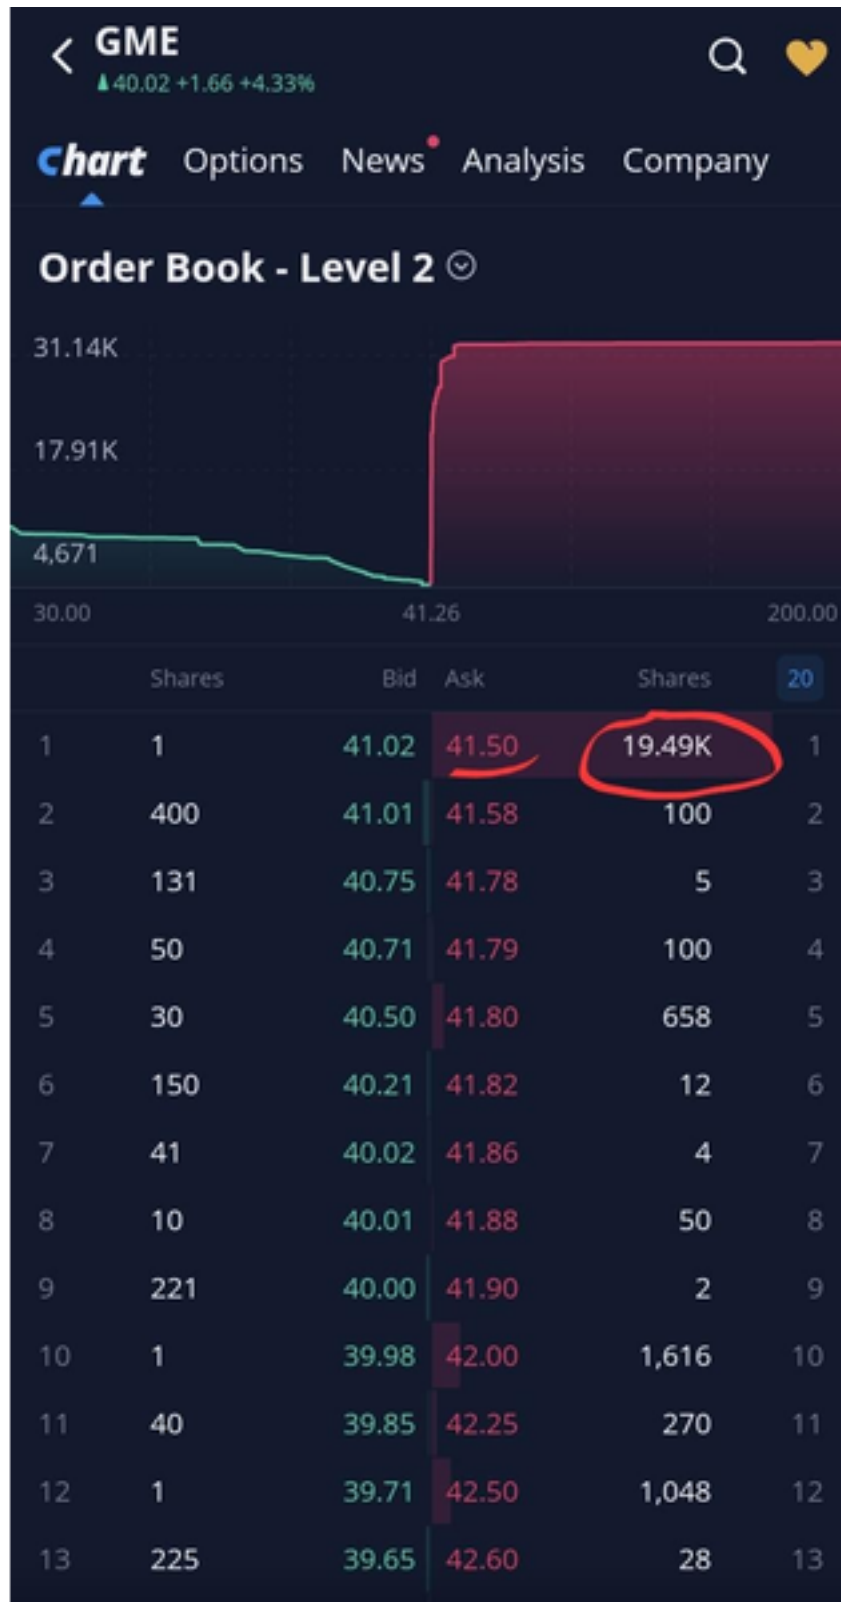 GME
40.02 +1.66 +4.33%
Chart Options News Analysis Company
Order Book - Level 2
31.14K
17.91K
4,671
30.00 41.26 200.00
Shares Bid Ask Shares 20
1 1 41.02 41.50 19.49K 1
2 400 41.01 41.58 100 2
3 131 40.75 41.78 5 3
4 50 40.71 41.79 100 4
5 30 40.50 41.80 658 5
6 150 40.21 41.82 12 6
7 41 40.02 41.86 4 7
8 10 40.01 41.88 50 8
9 221 40.00 41.90 2 9
10 1 39.98 42.00 1,616 10
11 40 39.85 42.25 270 11
12 1 39.71 42.50 1,048 12
13 225 39.65 42.60 28 13